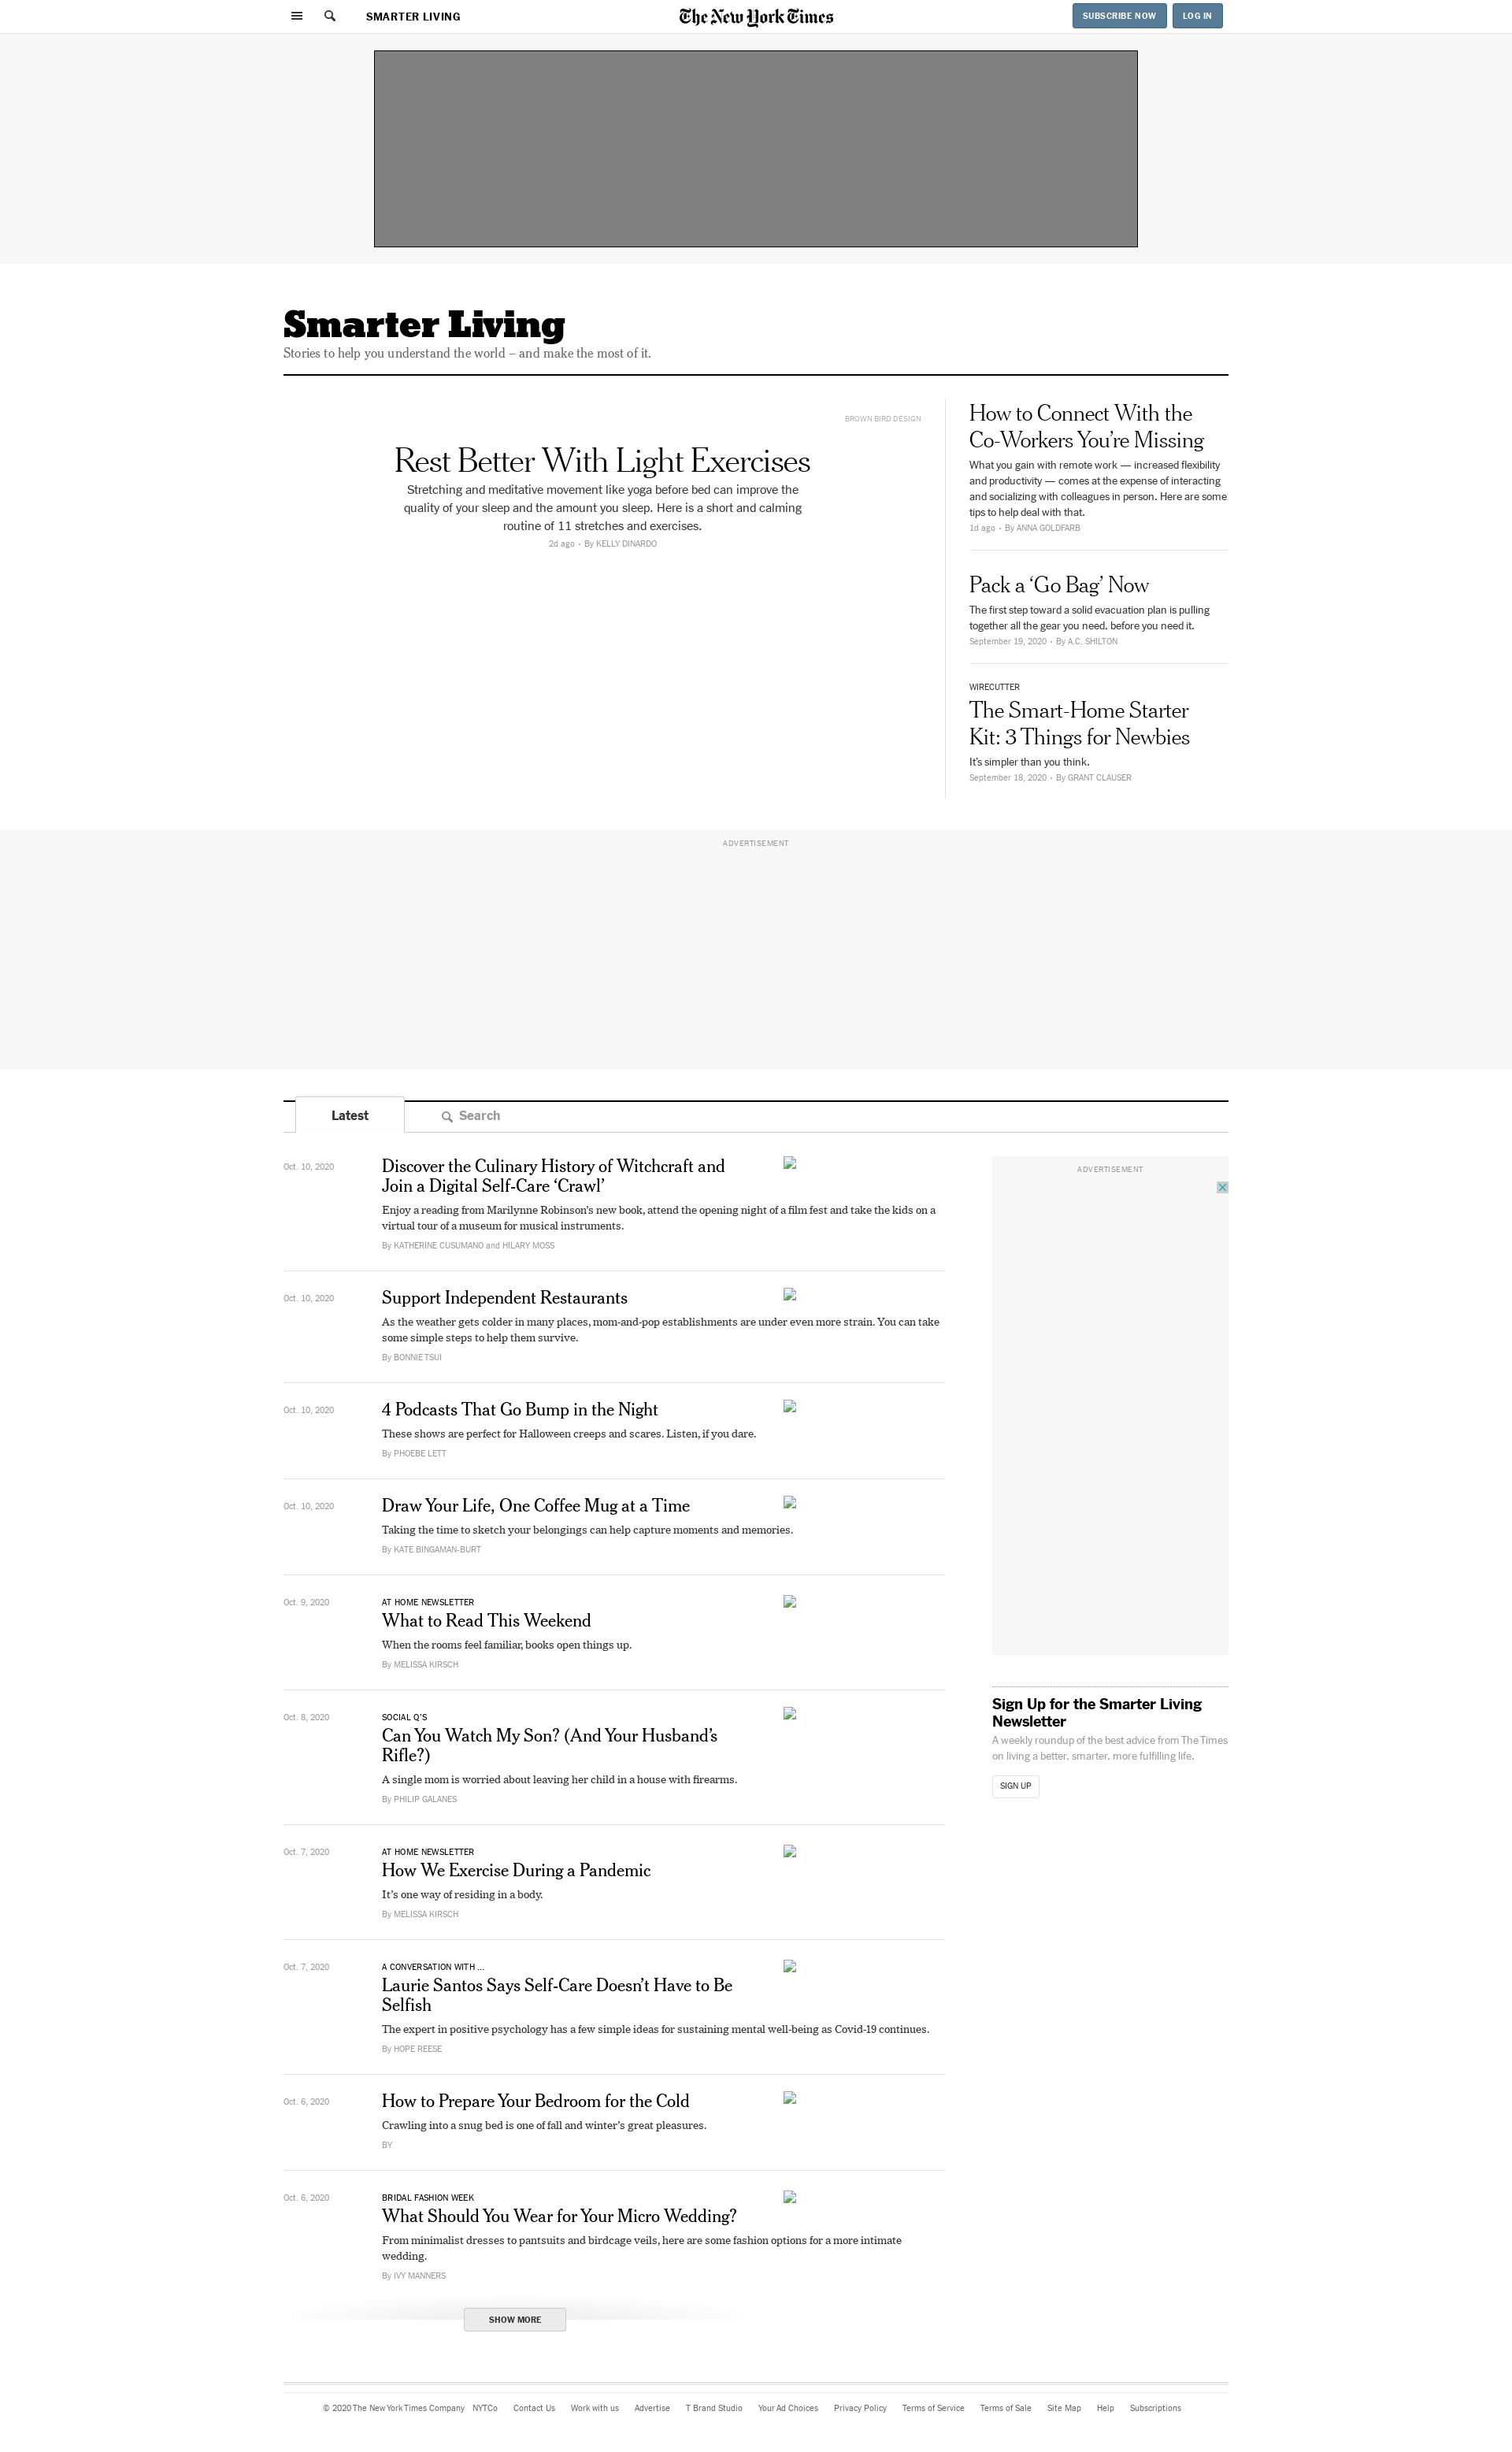 SMARTER LIVING
The New York Times
SUBSCRIBE NOW
LOG IN
Smarter Living
Stories to help you understand the world – and make the most of it.
BROWN BIRD DESIGN
Rest Better With Light Exercises
Stretching and meditative movement like yoga before bed can improve the
quality of your sleep and the amount you sleep. Here is a short and calming
routine of 11 stretches and exercises.
2d ago • By KELLY DINARDO
How to Connect With the
Co-Workers You’re Missing
What you gain with remote work — increased flexibility
and productivity — comes at the expense of interacting
and socializing with colleagues in person. Here are some
tips to help deal with that.
1d ago • By ANNA GOLDFARB
Pack a ‘Go Bag’ Now
The first step toward a solid evacuation plan is pulling
together all the gear you need, before you need it.
September 19, 2020 • By A.C. SHILTON
WIRECUTTER
The Smart-Home Starter
Kit: 3 Things for Newbies
It’s simpler than you think.
September 18, 2020 • By GRANT CLAUSER
ADVERTISEMENT
Latest
Search
Oct. 10, 2020
Discover the Culinary History of Witchcraft and
Join a Digital Self-Care ‘Crawl’
Enjoy a reading from Marilynne Robinson’s new book, attend the opening night of a film fest and take the kids on a
virtual tour of a museum for musical instruments.
By KATHERINE CUSUMANO and HILARY MOSS
Oct. 10, 2020
Support Independent Restaurants
As the weather gets colder in many places, mom-and-pop establishments are under even more strain. You can take
some simple steps to help them survive.
By BONNIE TSUI
Oct. 10, 2020
4 Podcasts That Go Bump in the Night
These shows are perfect for Halloween creeps and scares. Listen, if you dare.
By PHOEBE LETT
Oct. 10, 2020
Draw Your Life, One Coffee Mug at a Time
Taking the time to sketch your belongings can help capture moments and memories.
By KATE BINGAMAN-BURT
Oct. 9, 2020
AT HOME NEWSLETTER
What to Read This Weekend
When the rooms feel familiar, books open things up.
By MELISSA KIRSCH
Oct. 8, 2020
SOCIAL Q’S
Can You Watch My Son? (And Your Husband’s
Rifle?)
A single mom is worried about leaving her child in a house with firearms.
By PHILIP GALANES
Oct. 7, 2020
AT HOME NEWSLETTER
How We Exercise During a Pandemic
It’s one way of residing in a body.
By MELISSA KIRSCH
Oct. 7, 2020
A CONVERSATION WITH ...
Laurie Santos Says Self-Care Doesn’t Have to Be
Selfish
The expert in positive psychology has a few simple ideas for sustaining mental well-being as Covid-19 continues.
By HOPE REESE
Oct. 6, 2020
How to Prepare Your Bedroom for the Cold
Crawling into a snug bed is one of fall and winter’s great pleasures.
BY
Oct. 6, 2020
BRIDAL FASHION WEEK
What Should You Wear for Your Micro Wedding?
From minimalist dresses to pantsuits and birdcage veils, here are some fashion options for a more intimate
wedding.
By IVY MANNERS
SHOW MORE
ADVERTISEMENT
Sign Up for the Smarter Living
Newsletter
A weekly roundup of the best advice from The Times
on living a better, smarter, more fulfilling life.
SIGN UP
© 2020 The New York Times Company NYTCo Contact Us Work with us Advertise T Brand Studio Your Ad Choices Privacy Policy Terms of Service Terms of Sale Site Map Help Subscriptions